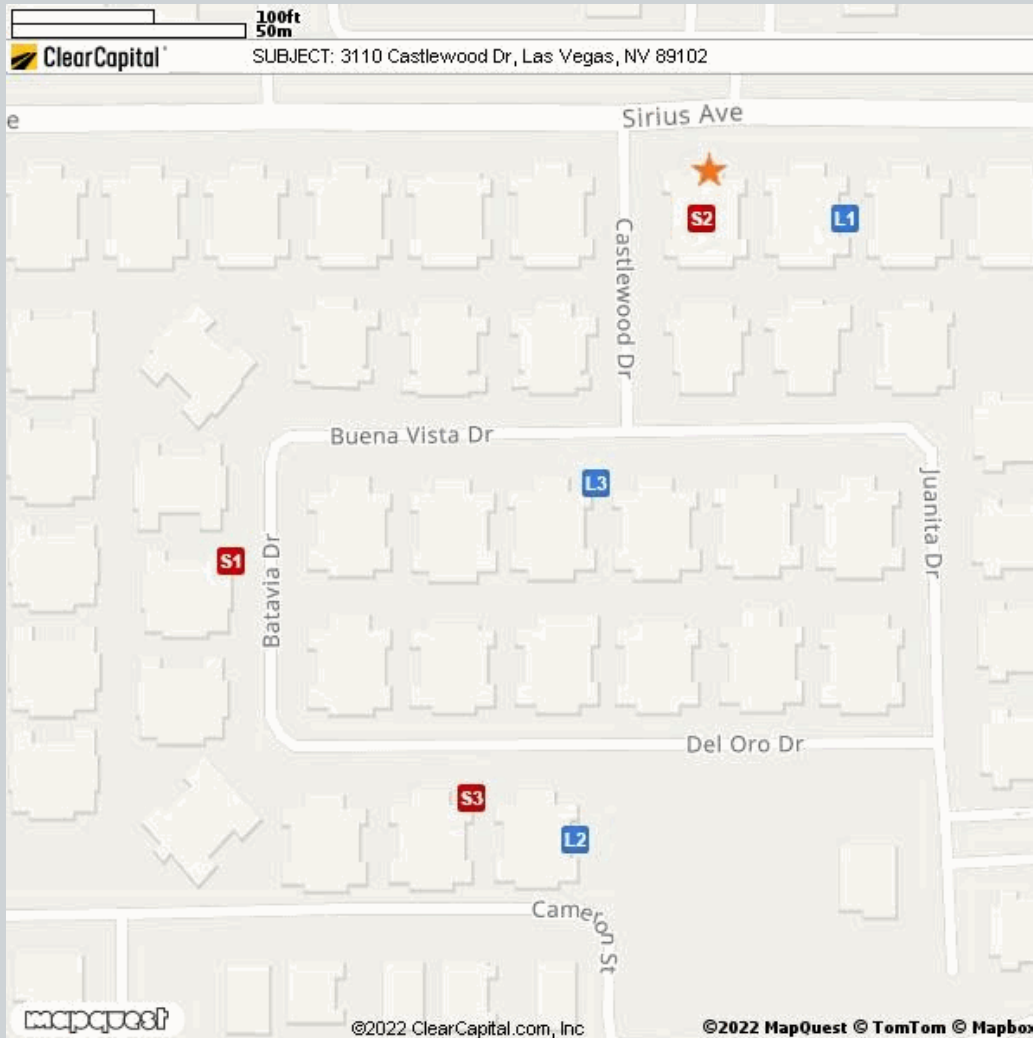 100ft
50m
ClearCapital
SUBJECT: 3110 Castlewood Dr, Las Vegas, NV 89102
e
Sirius Ave
S2
L1
Castlewood Dr
Buena Vista Dr
L3
Juanita Dr
S1
Batavia Dr
Del Oro Dr
S3
L2
Cameron St
mapquest
©2022 ClearCapital.com, Inc
©2022 MapQuest © TomTom © Mapbox